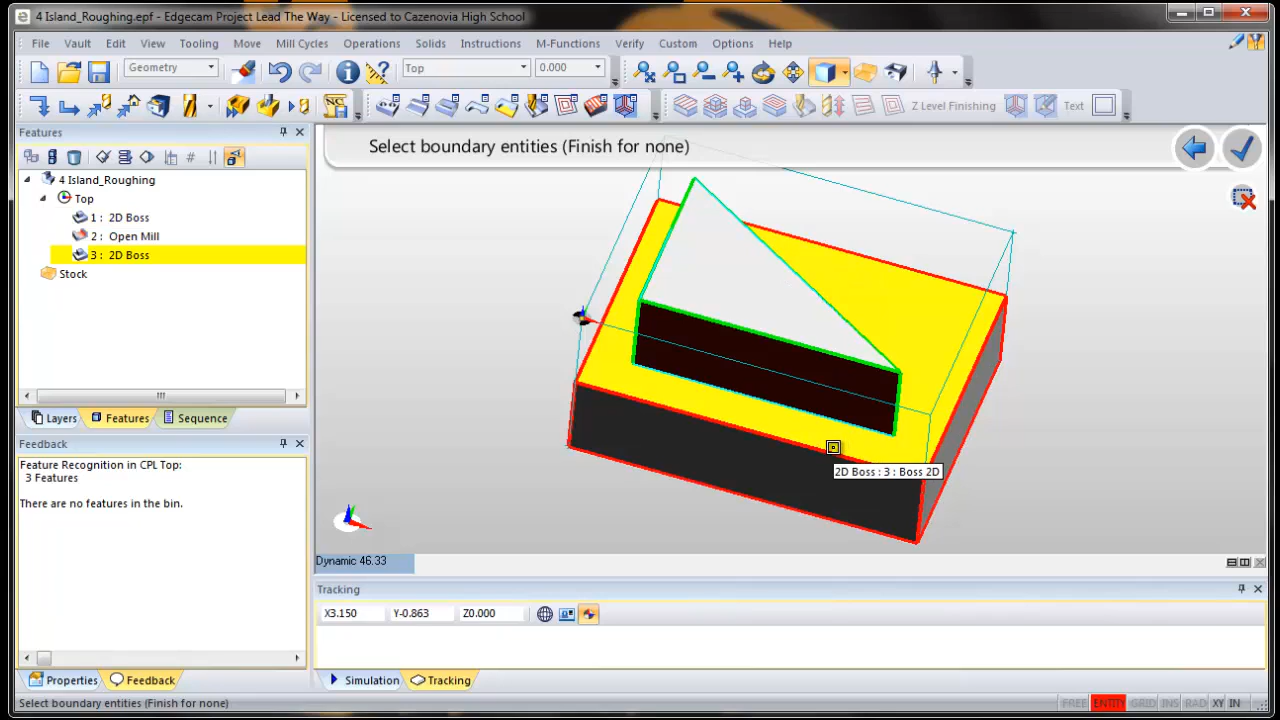 4 Island_Roughing.epf - Edgecam Project Lead The Way - Licensed to Cazenovia High School
File Vault Edit View Tooling Move Mill Cycles Operations Solids Instructions M-Functions Verify Custom Options Help
Geometry Top 0.000
Z Level Finishing Text
Features
Select boundary entities (Finish for none)
4 Island_Roughing
Top
1 : 2D Boss
2 : Open Mill
3 : 2D Boss
Stock
Layers Features Sequence
Feedback
Feature Recognition in CPL Top:
3 Features
There are no features in the bin.
2D Boss : 3 : Boss 2D
Dynamic 46.33
Tracking
X3.150 Y-0.863 Z0.000
Properties Feedback Simulation Tracking
Select boundary entities (Finish for none) FREE ENTITY GRID INS RAD XY IN